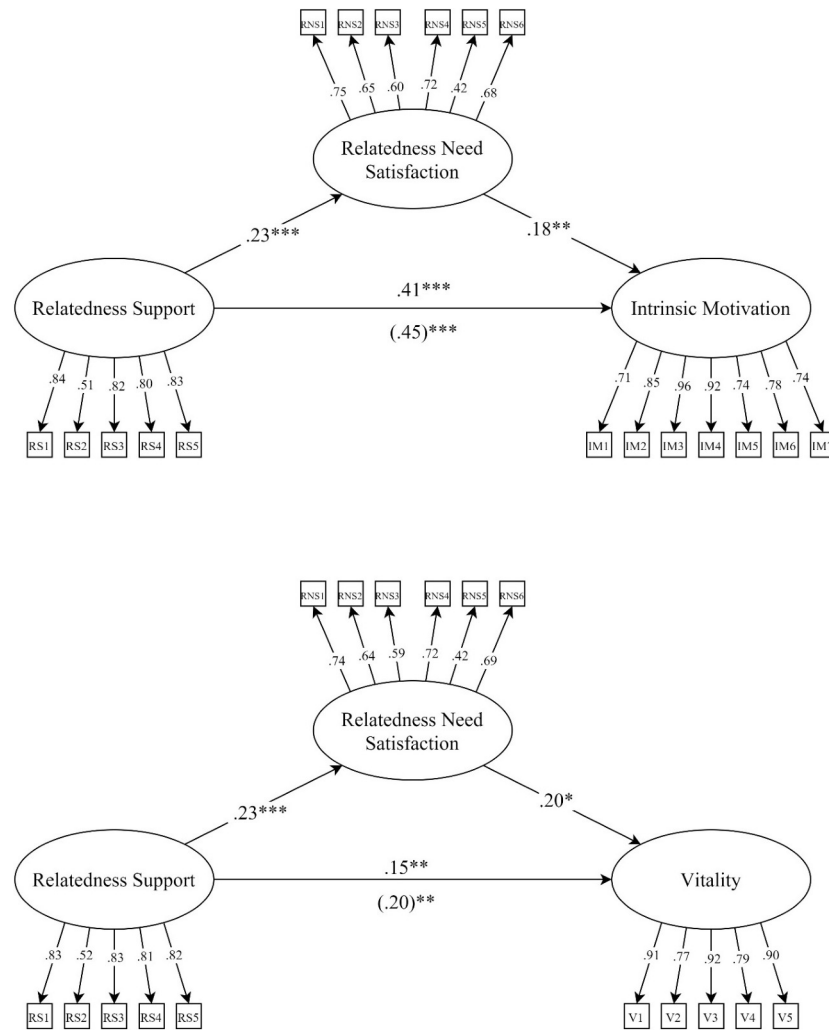 RNS1 RNS2 RNS3 RNS4 RNS5 RNS6
.75 .65 .60 .72 .42 .68
Relatedness Need
Satisfaction
.23*** .18**
Relatedness Support
.41***
(.45)***
Intrinsic Motivation
.84 .51 .82 .80 .83
.71 .85 .96 .92 .74 .78 .74
RS1 RS2 RS3 RS4 RS5
IM1 IM2 IM3 IM4 IM5 IM6 IM7
RNS1 RNS2 RNS3 RNS4 RNS5 RNS6
.74 .64 .59 .72 .42 .69
Relatedness Need
Satisfaction
.23*** .20*
Relatedness Support
.15**
(.20)**
Vitality
.83 .52 .83 .81 .82
.91 .77 .92 .79 .90
RS1 RS2 RS3 RS4 RS5
V1 V2 V3 V4 V5